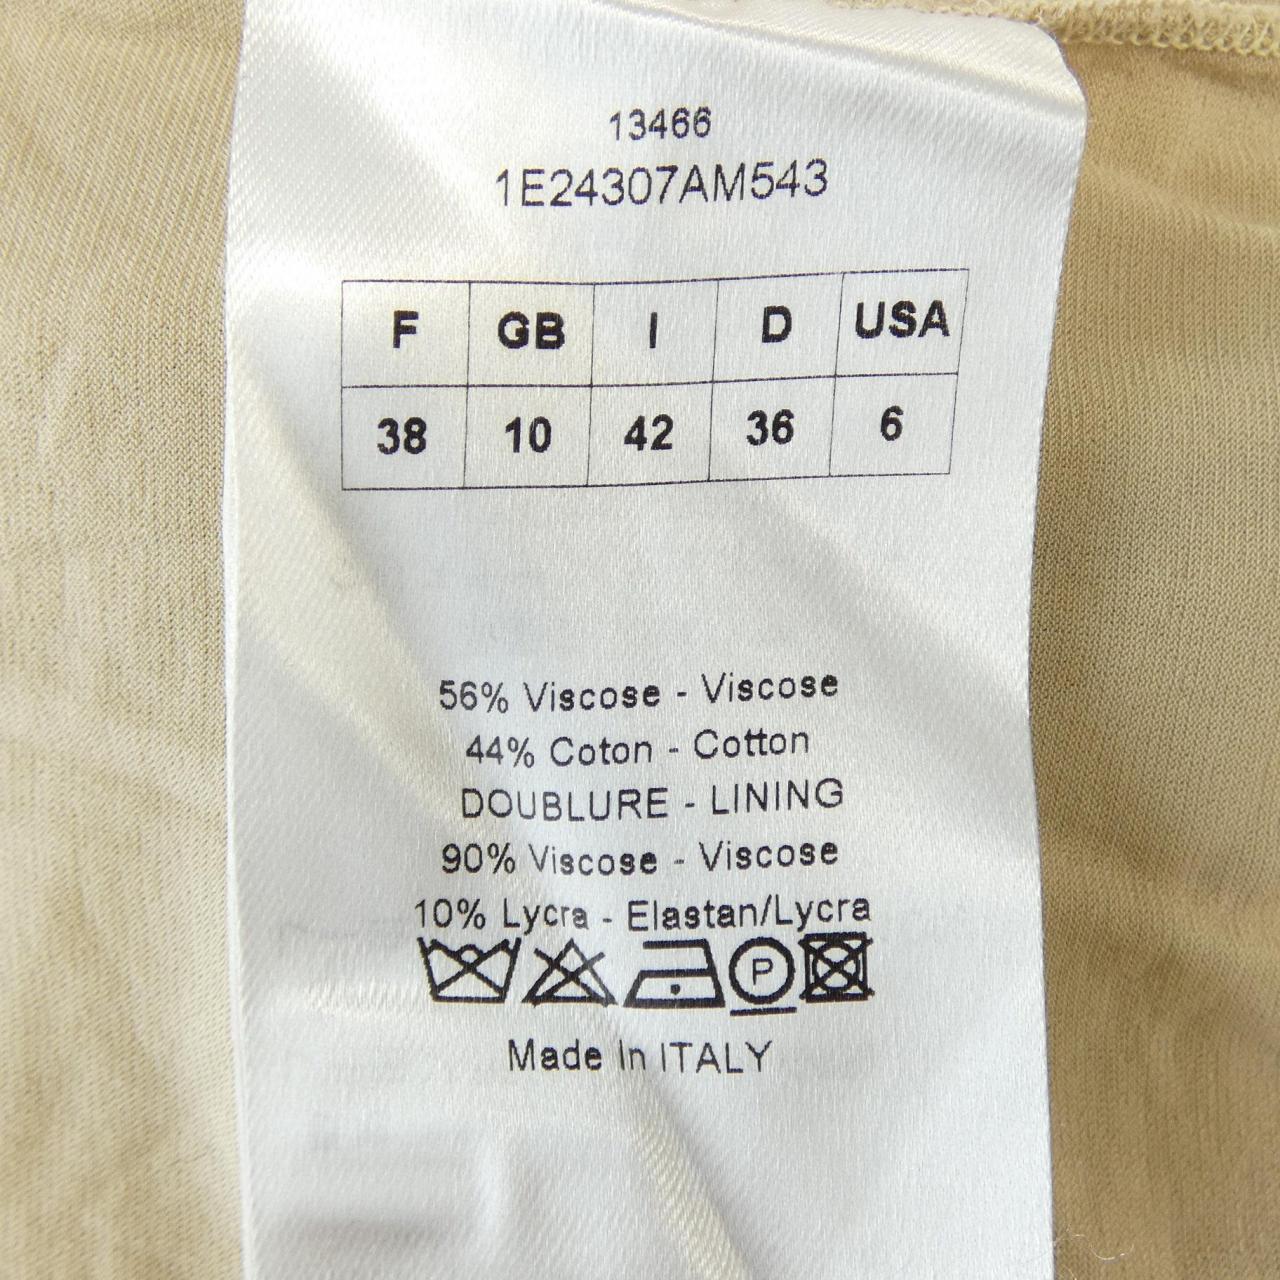 13466
1E24307AM543
F GB I D USA
38 10 42 36 6
56% Viscose - Viscose
44% Coton - Cotton
DOUBLURE - LINING
90% Viscose - Viscose
10% Lycra - Elastan/Lycra
P
Made In ITALY